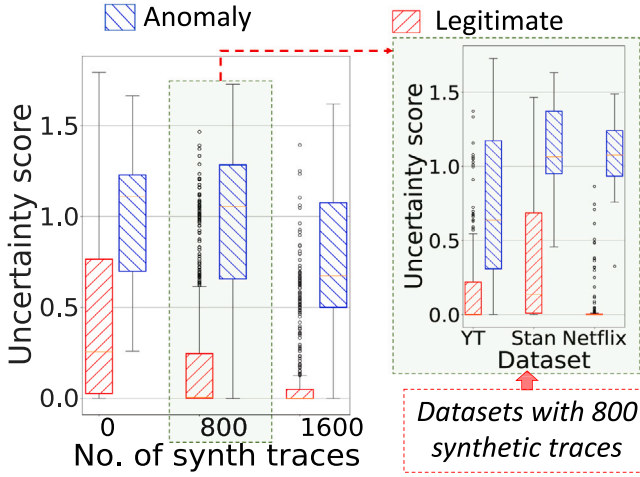 Anomaly
Legitimate
Uncertainty score
1.5
1.0
0.5
0.0
0 800 1600
No. of synth traces
Uncertainty score
1.5
1.0
0.5
0.0
YT Stan Netflix
Dataset
Datasets with 800
synthetic traces